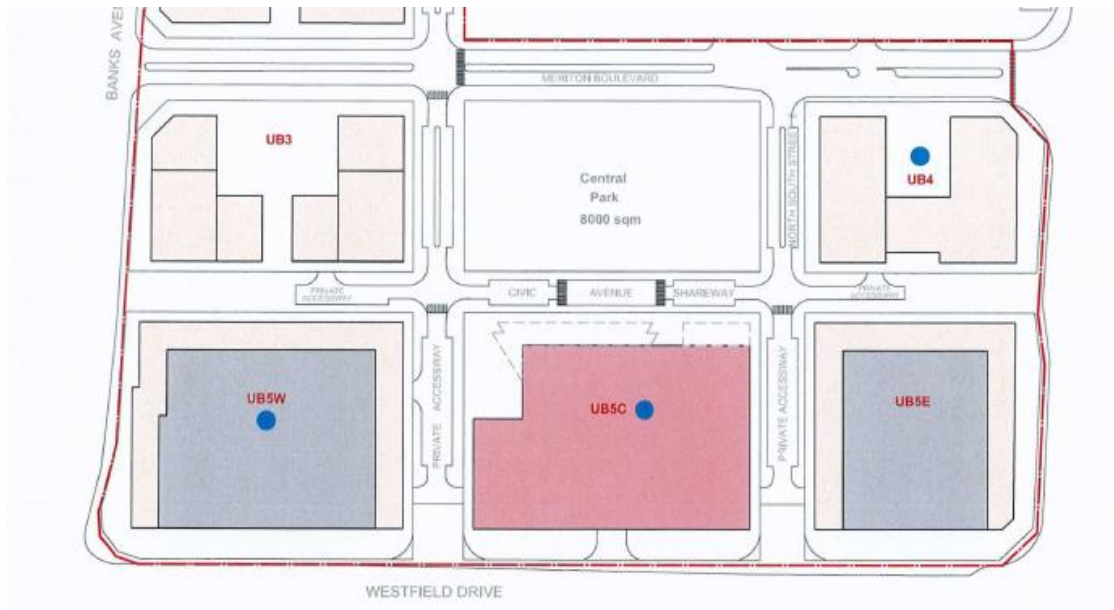 BANKS AVE
MERITON BOULEVARD
UB3
Central
Park
8000 sqm
NORTH SOUTH STREET
UB4
PRIVATE
ACCESSWAY
CIVIC AVENUE SHAREWAY
PRIVATE
ACCESSWAY
UB5W
PRIVATE ACCESSWAY
UB5C
PRIVATE ACCESSWAY
UB5E
WESTFIELD DRIVE